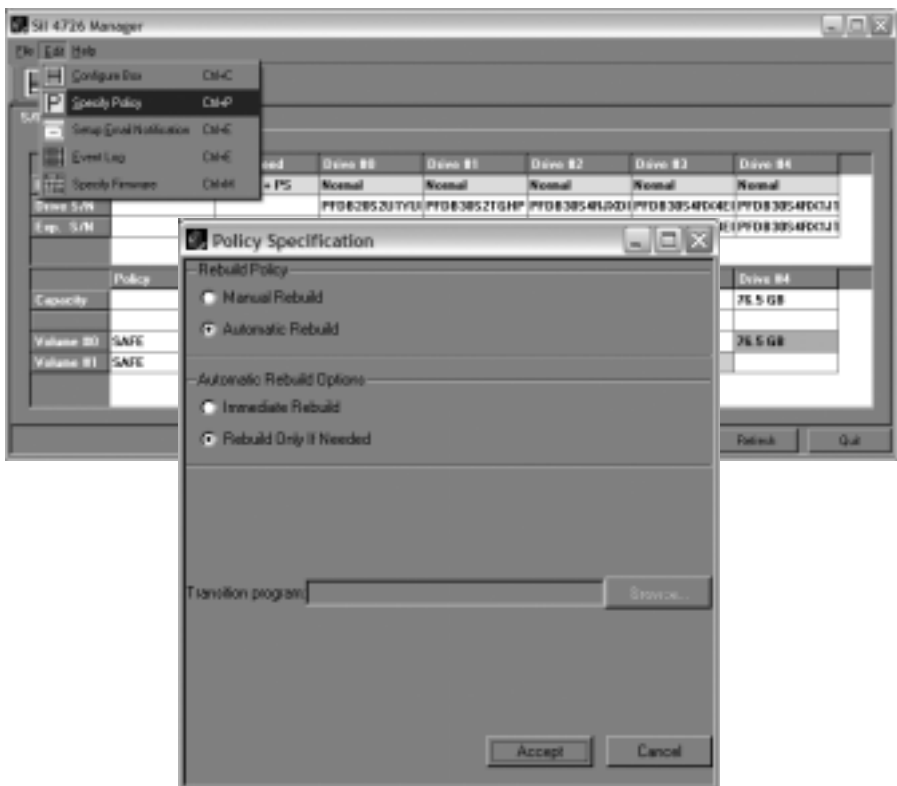 SiI 4726 Manager
File Edit Help
Configure Box Ctrl-C
Specify Policy Ctrl-P
Setup Email Notification Ctrl-E
Event Log Ctrl-E
Specify Firmware Ctrl-H
Drive #0 Drive #1 Drive #2 Drive #3 Drive #4
+ PS Normal Normal Normal Normal Normal
Drive S/N
Exp. S/N
Policy Drive #4
Capacity 76.5 GB
Volume #0 SAFE 76.5 GB
Volume #1 SAFE
Refresh Quit
Policy Specification
Rebuild Policy
Manual Rebuild
Automatic Rebuild
Automatic Rebuild Options
Immediate Rebuild
Rebuild Only If Needed
Transition program: Browse...
Accept Cancel